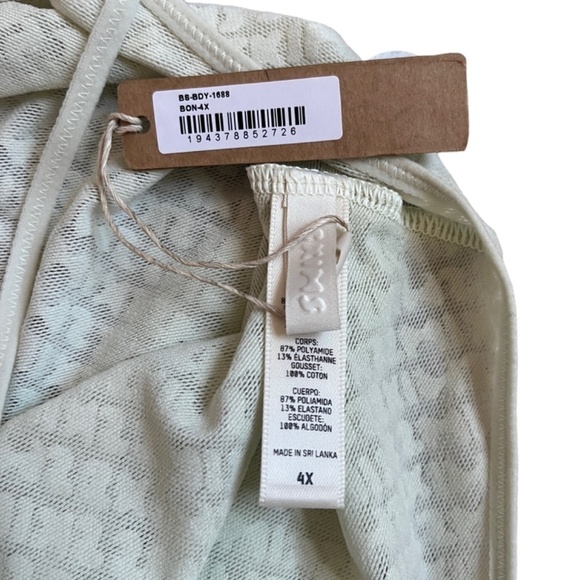 BS-BDY-1688
BON-4X
194378852726
SKIMS
CORPS:
87% POLYAMIDE
13% ÉLASTHANNE
GOUSSET:
100% COTON
CUERPO:
87% POLIAMIDA
13% ELASTANO
ESCUDETE:
100% ALGODÓN
MADE IN SRI LANKA
4X